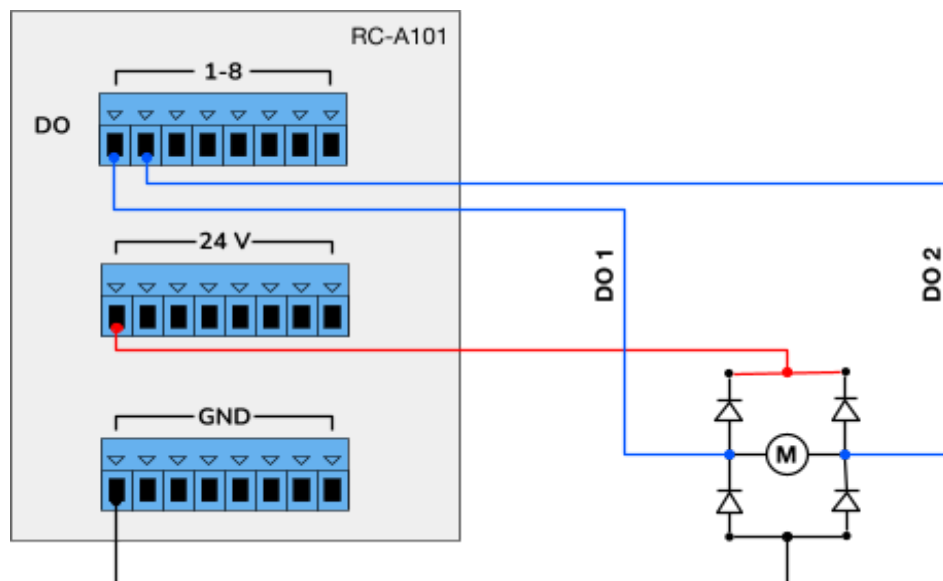 RC-A101
1-8
DO
24 V
DO 1
DO 2
GND
M